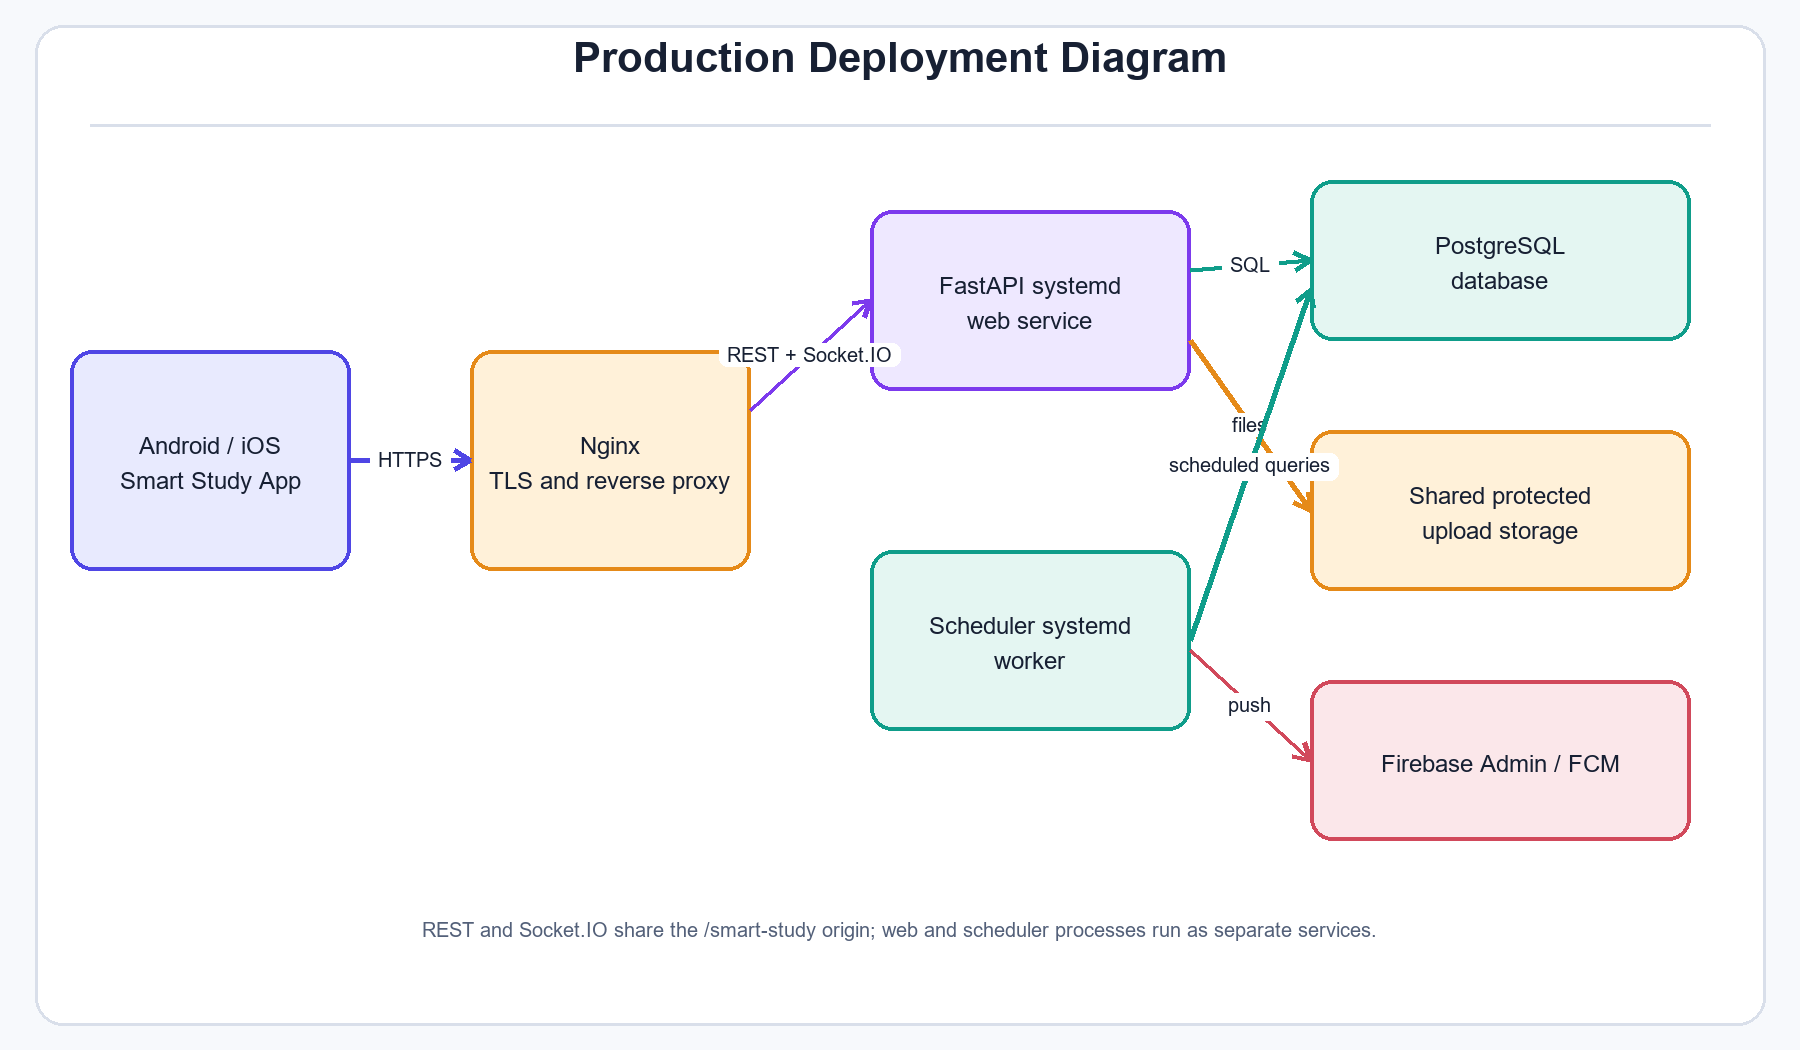 Production Deployment Diagram
Android / iOS
Smart Study App
HTTPS
Nginx
TLS and reverse proxy
REST + Socket.IO
FastAPI systemd
web service
SQL
PostgreSQL
database
files
scheduled queries
Shared protected
upload storage
Scheduler systemd
worker
push
Firebase Admin / FCM
REST and Socket.IO share the /smart-study origin; web and scheduler processes run as separate services.